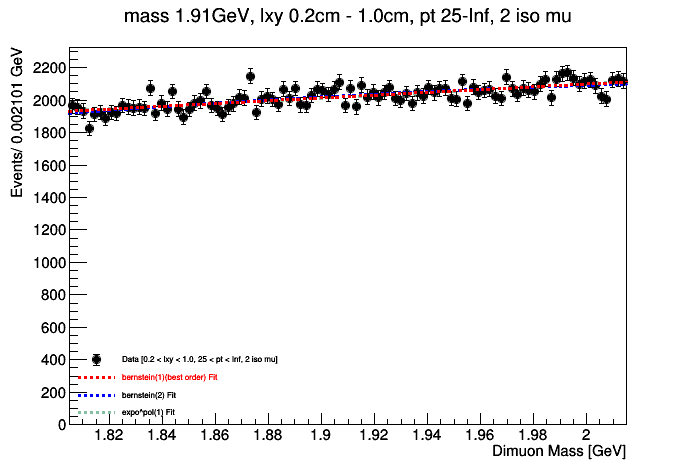 mass 1.91GeV, lxy 0.2cm - 1.0cm, pt 25-Inf, 2 iso mu
Events/ 0.002101 GeV
2200
2000
1800
1600
1400
1200
1000
800
600
400
200
0
Data [0.2 < lxy < 1.0, 25 < pt < Inf, 2 iso mu]
bernstein(1)(best order) Fit
bernstein(2) Fit
expo*pol(1) Fit
1.82 1.84 1.86 1.88 1.9 1.92 1.94 1.96 1.98 2
Dimuon Mass [GeV]